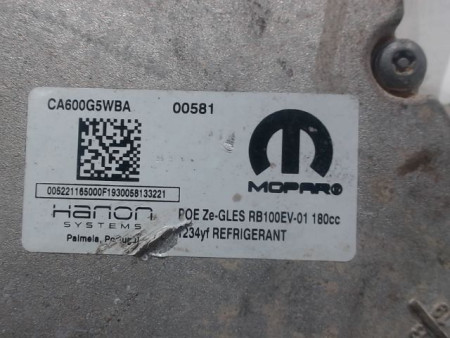 CA600G5WBA 00581
005221165000F1930058133221
MOPAR
Hanon
SYSTEMS
Palmela, Portugal
POE Ze-GLES RB100EV-01 180cc
1234yf REFRIGERANT